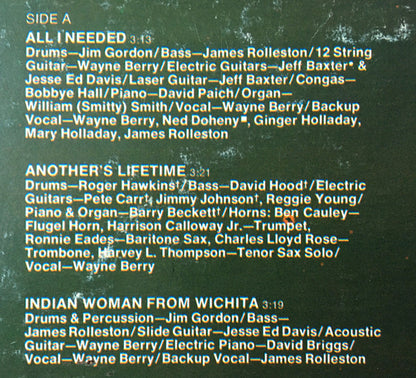 SIDE A
ALL I NEEDED 3:13
Drums—Jim Gordon/Bass—James Rolleston/12 String
Guitar—Wayne Berry/Electric Guitars—Jeff Baxter* &
Jesse Ed Davis/Laser Guitar—Jeff Baxter/Congas—
Bobbye Hall/Piano—David Paich/Organ—
William (Smitty) Smith/Vocal—Wayne Berry/Backup
Vocal—Wayne Berry, Ned Doheny■, Ginger Holladay,
Mary Holladay, James Rolleston
ANOTHER'S LIFETIME 3:21
Drums—Roger Hawkins†/Bass—David Hood†/Electric
Guitars—Pete Carr†, Jimmy Johnson†, Reggie Young/
Piano & Organ—Barry Beckett†/Horns: Ben Cauley—
Flugel Horn, Harrison Calloway Jr.—Trumpet,
Ronnie Eades—Baritone Sax, Charles Lloyd Rose—
Trombone, Harvey L. Thompson—Tenor Sax Solo/
Vocal—Wayne Berry
INDIAN WOMAN FROM WICHITA 3:19
Drums & Percussion—Jim Gordon/Bass—
James Rolleston/Slide Guitar—Jesse Ed Davis/Acoustic
Guitar—Wayne Berry/Electric Piano—David Briggs/
Vocal—Wayne Berry/Backup Vocal—James Rolleston